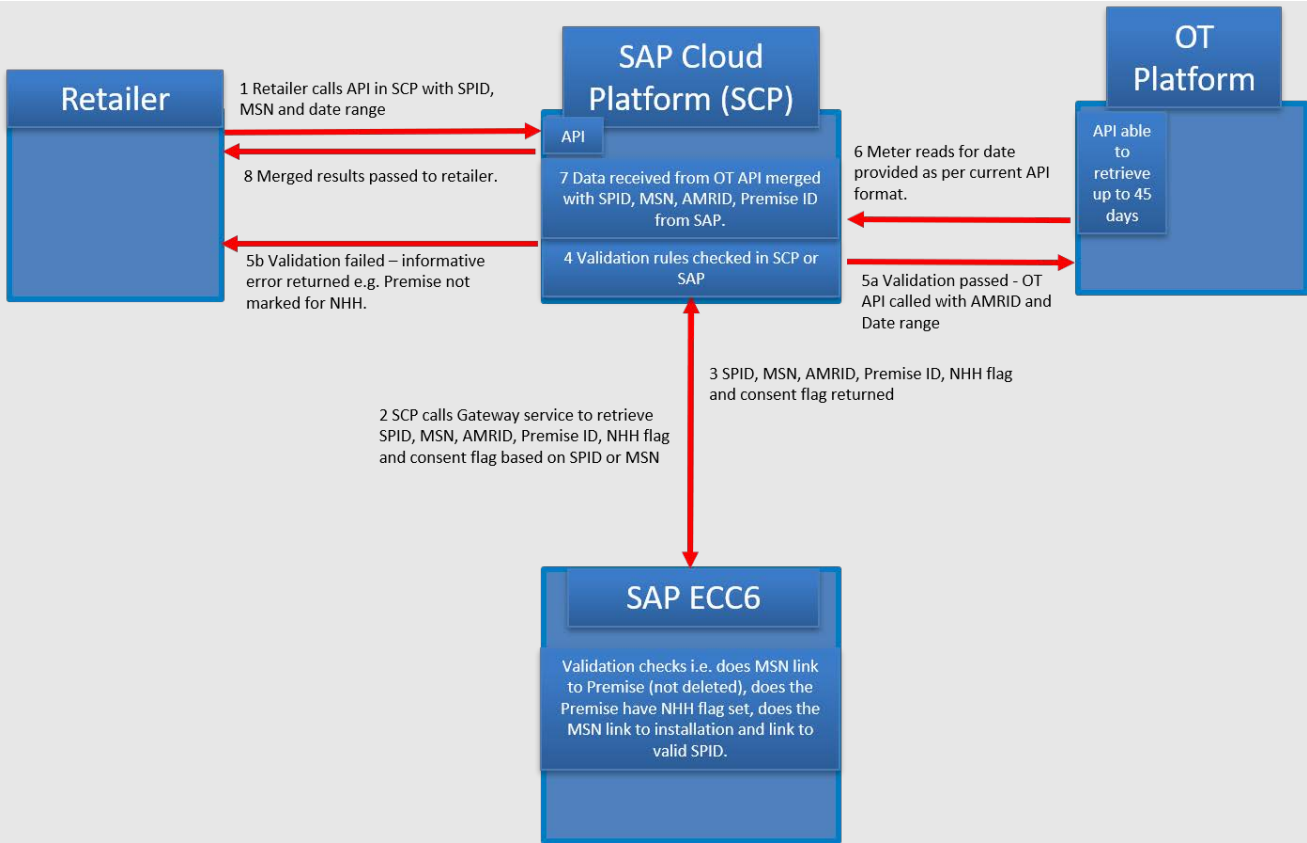 Retailer
1 Retailer calls API in SCP with SPID,
MSN and date range
8 Merged results passed to retailer.
5b Validation failed – informative
error returned e.g. Premise not
marked for NHH.
SAP Cloud
Platform (SCP)
API
7 Data received from OT API merged
with SPID, MSN, AMRID, Premise ID
from SAP.
4 Validation rules checked in SCP or
SAP
OT
Platform
API able
to
retrieve
up to 45
days
6 Meter reads for date
provided as per current API
format.
5a Validation passed - OT
API called with AMRID and
Date range
3 SPID, MSN, AMRID, Premise ID, NHH flag
and consent flag returned
2 SCP calls Gateway service to retrieve
SPID, MSN, AMRID, Premise ID, NHH flag
and consent flag based on SPID or MSN
SAP ECC6
Validation checks i.e. does MSN link
to Premise (not deleted), does the
Premise have NHH flag set, does the
MSN link to installation and link to
valid SPID.